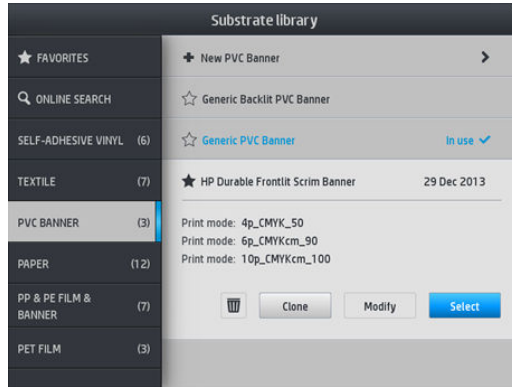 Substrate library
FAVORITES
ONLINE SEARCH
SELF-ADHESIVE VINYL (6)
TEXTILE (7)
PVC BANNER (3)
PAPER (12)
PP & PE FILM &
BANNER (7)
PET FILM (3)
New PVC Banner
Generic Backlit PVC Banner
Generic PVC Banner In use
HP Durable Frontlit Scrim Banner 29 Dec 2013
Print mode: 4p_CMYK_50
Print mode: 6p_CMYKcm_90
Print mode: 10p_CMYKcm_100
Clone Modify Select